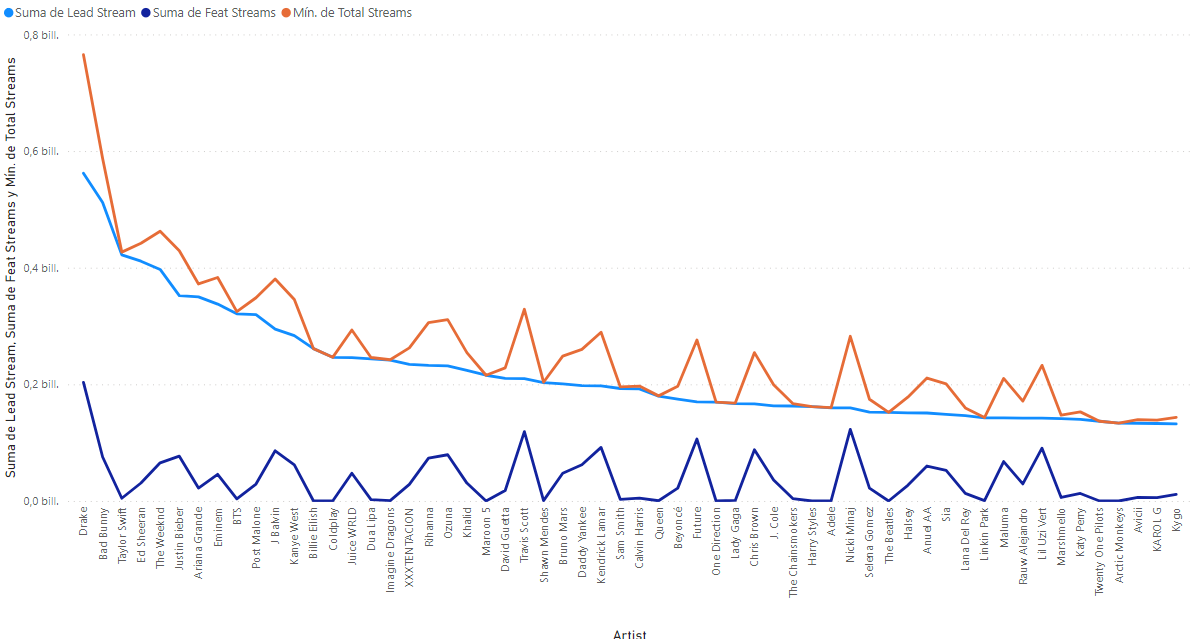 Suma de Lead Stream Suma de Feat Streams Mín. de Total Streams
Suma de Lead Stream, Suma de Feat Streams y Mín. de Total Streams
0,8 bill.
0,6 bill.
0,4 bill.
0,2 bill.
0,0 bill.
Drake
Bad Bunny
Taylor Swift
Ed Sheeran
The Weeknd
Justin Bieber
Ariana Grande
Eminem
BTS
Post Malone
J Balvin
Kanye West
Billie Eilish
Coldplay
Juice WRLD
Dua Lipa
Imagine Dragons
XXXTENTACION
Rihanna
Ozuna
Khalid
Maroon 5
David Guetta
Travis Scott
Shawn Mendes
Bruno Mars
Daddy Yankee
Kendrick Lamar
Sam Smith
Calvin Harris
Queen
Beyoncé
Future
One Direction
Lady Gaga
Chris Brown
J. Cole
The Chainsmokers
Harry Styles
Adele
Nicki Minaj
Selena Gomez
The Beatles
Halsey
Anuel AA
Sia
Lana Del Rey
Linkin Park
Maluma
Rauw Alejandro
Lil Uzi Vert
Marshmello
Katy Perry
Twenty One Pilots
Arctic Monkeys
Avicii
KAROL G
Kygo
Artist